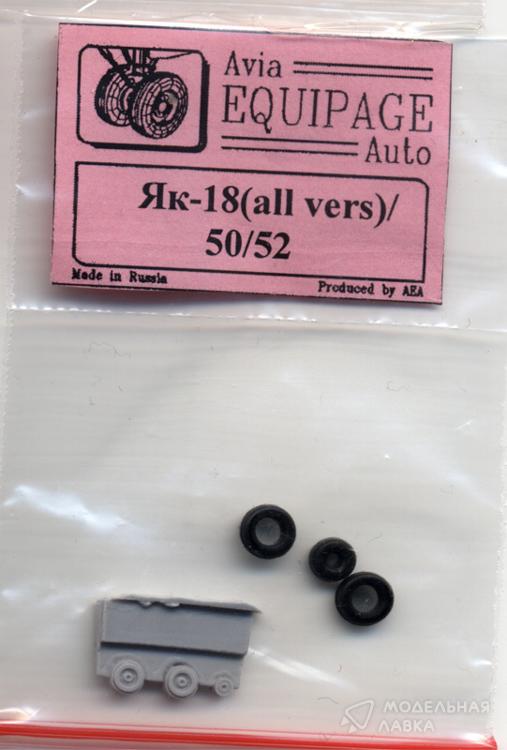 Avia
EQUIPAGE
Auto
Як-18(all vers)/
50/52
Made in Russia
Produced by AEA
МОДЕЛЬНАЯ
ЛАВКА